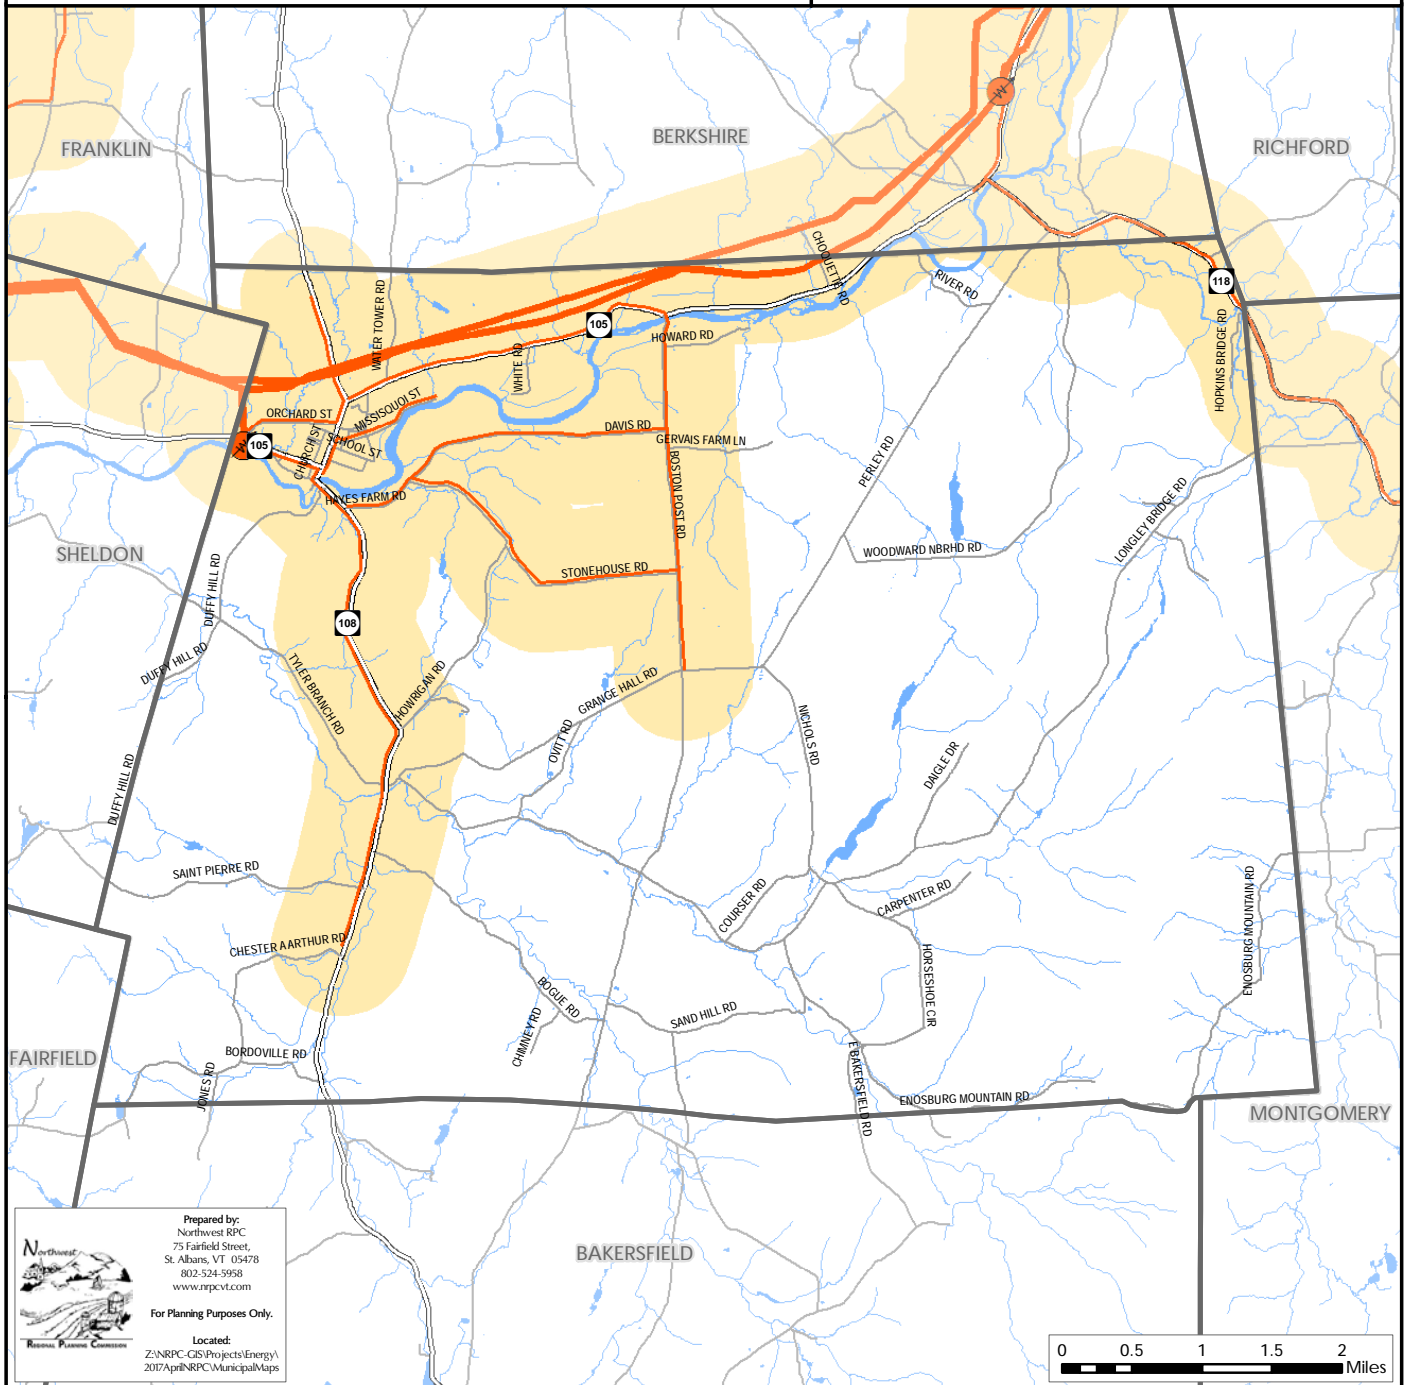 FRANKLIN
BERKSHIRE
RICHFORD
W
CHOQUETTE RD
RIVER RD
118
WATER TOWER RD
105
HOWARD RD
HOPKINS BRIDGE RD
WHITE RD
MISSISQUOI ST
ORCHARD ST
DAVIS RD
GERVAIS FARM LN
W
105
CHURCH ST
SCHOOL ST
PERLEY RD
BOSTON POST RD
HAYES FARM RD
LONGLEY BRIDGE RD
SHELDON
WOODWARD NBRHD RD
STONEHOUSE RD
DUFFY HILL RD
108
DUFFY HILL RD
TYLER BRANCH RD
HOWRIGAN RD
GRANGE HALL RD
OVITT RD
NICHOLS RD
DAIGLE DR
DUFFY HILL RD
SAINT PIERRE RD
COURSER RD
CARPENTER RD
ENOSBURG MOUNTAIN RD
CHESTER A ARTHUR RD
HORSESHOE CIR
BOGUE RD
SAND HILL RD
CHIMNEY RD
FAIRFIELD
BORDOVILLE RD
JONES RD
E BAKERSFIELD RD
ENOSBURG MOUNTAIN RD
MONTGOMERY
BAKERSFIELD
Northwest
REGIONAL PLANNING COMMISSION
Prepared by:
Northwest RPC
75 Fairfield Street,
St. Albans, VT 05478
802-524-5958
www.nrpcvt.com
For Planning Purposes Only.
Located:
Z:\NRPC-GIS\Projects\Energy\
2017AprilNRPC\MunicipalMaps
0 0.5 1 1.5 2
Miles